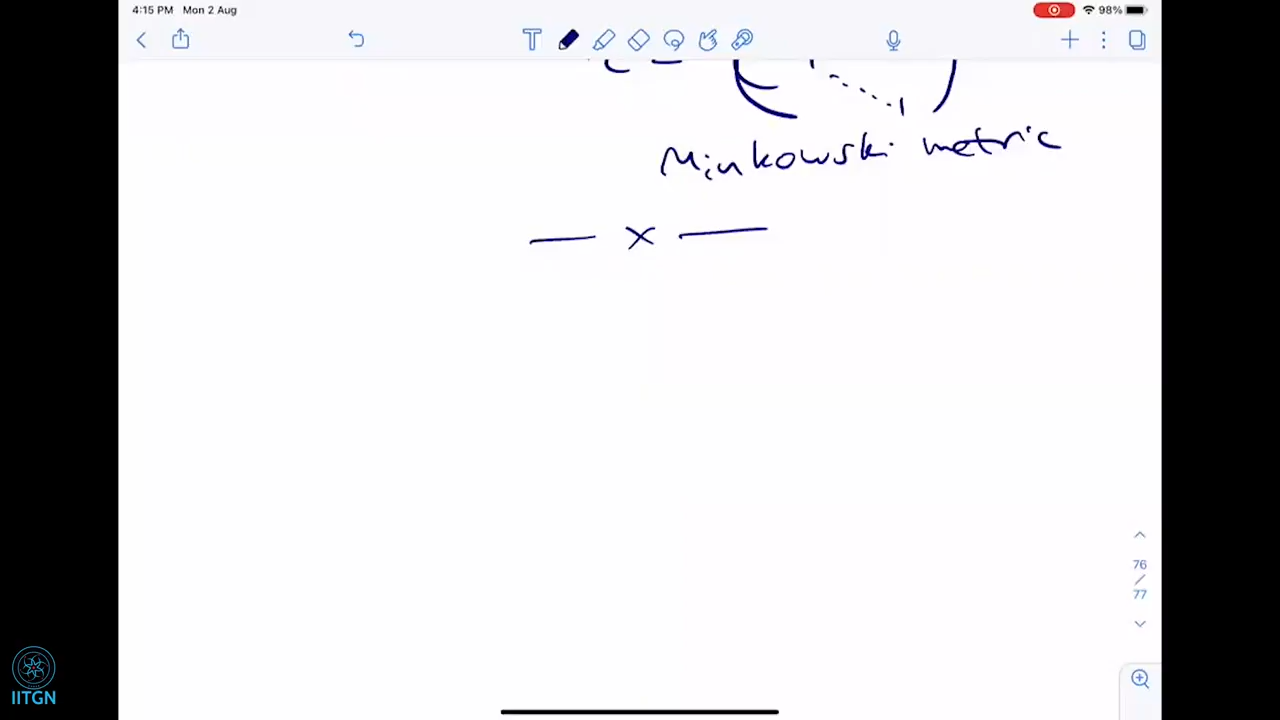 4:15 PM Mon 2 Aug 98%
Minkowski metric
— x —
76
/
77
IITGN